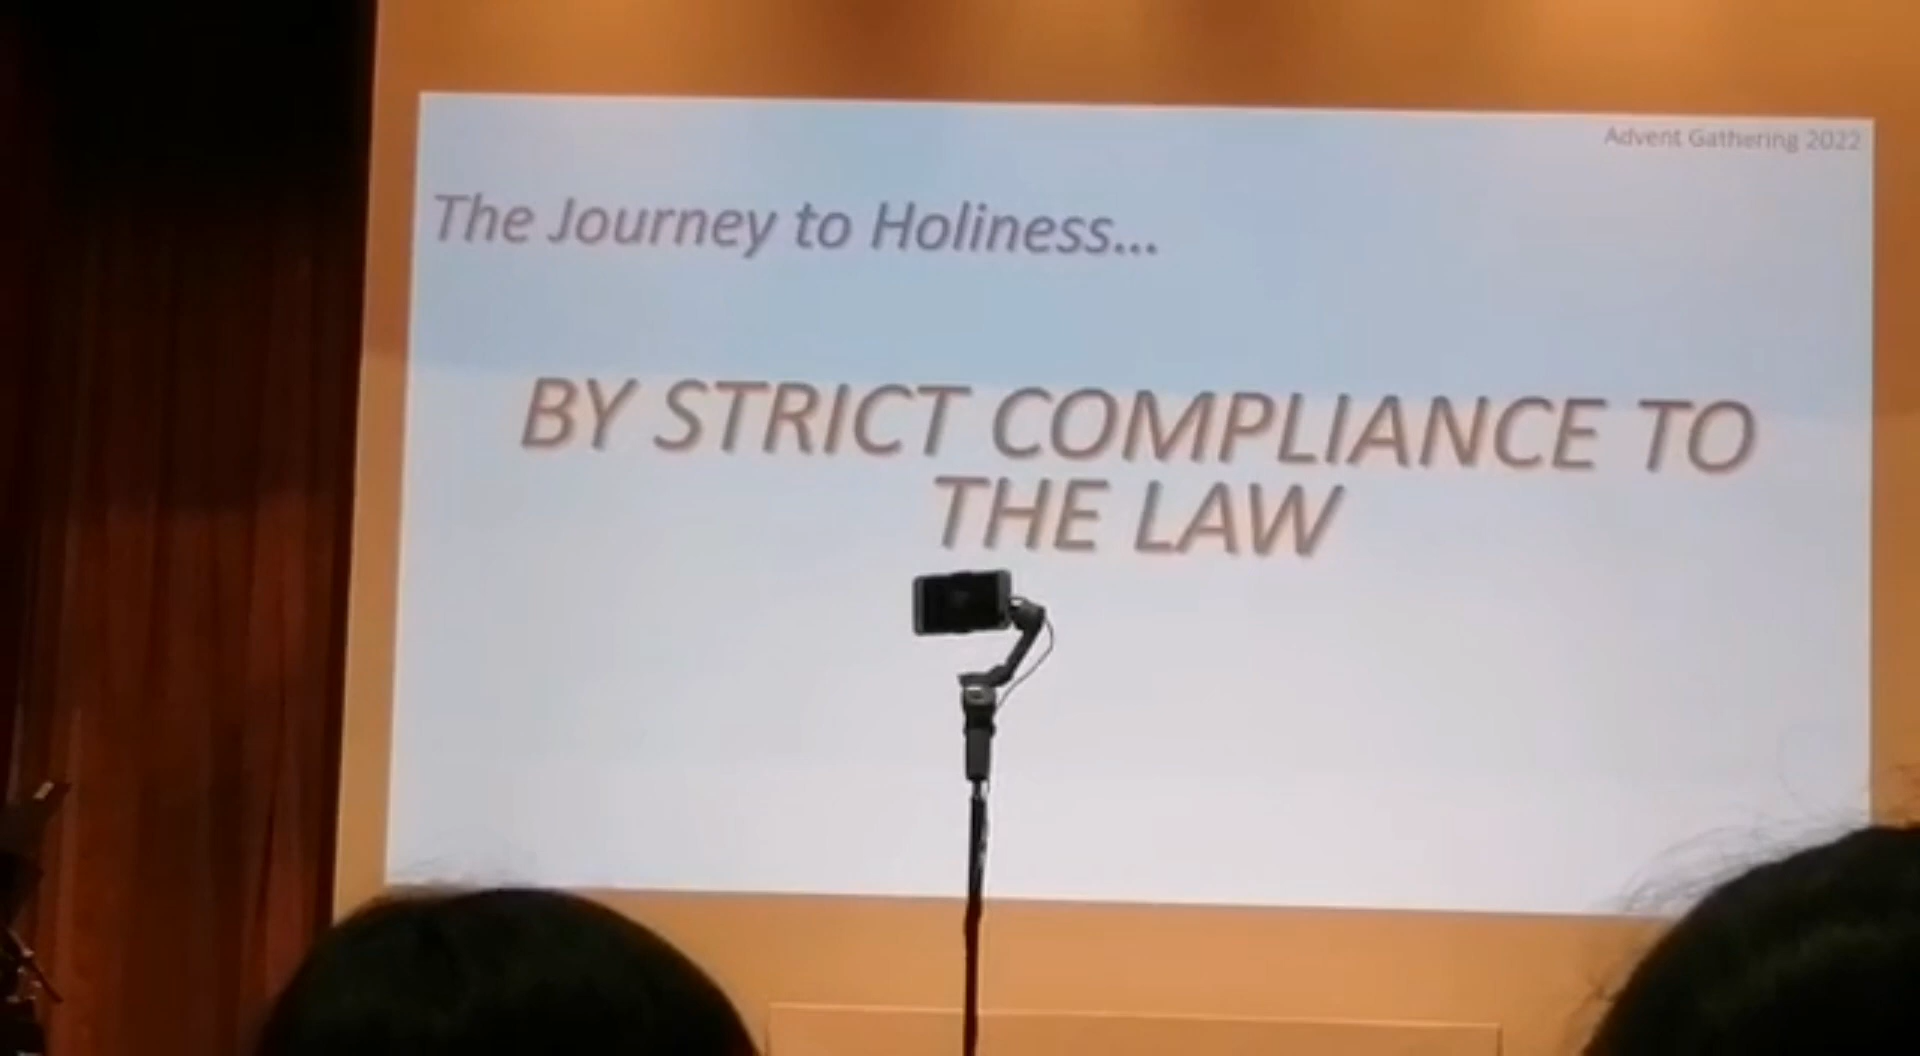 Advent Gathering 2022
The Journey to Holiness...
BY STRICT COMPLIANCE TO
THE LAW